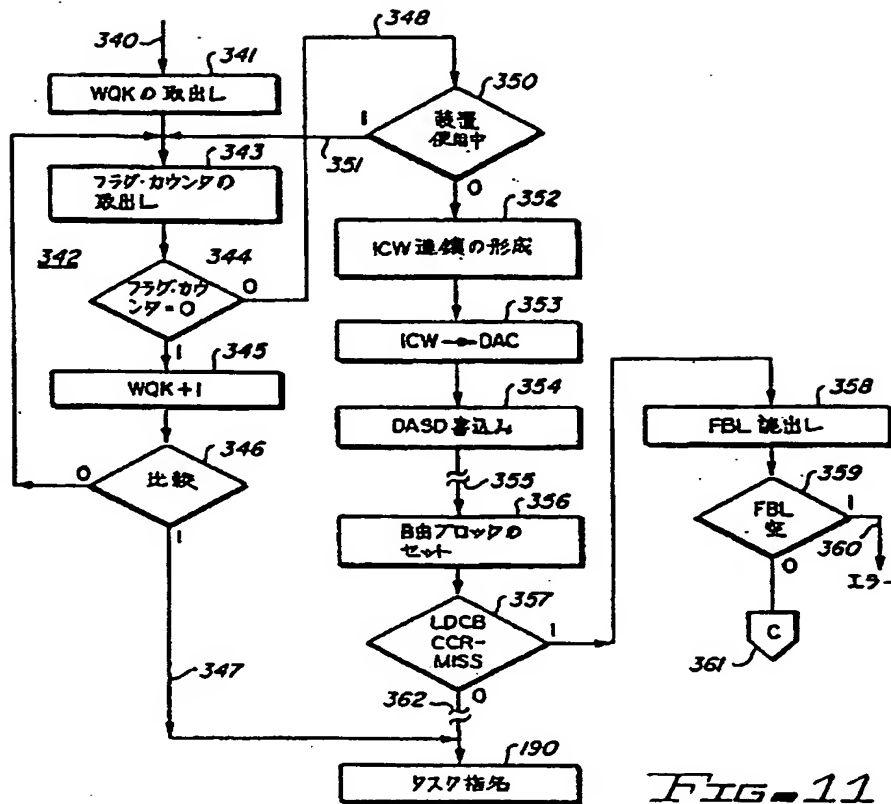 340
341
WQKの取出し
343
フラグ・カウンタの
取出し
342
344
フラグ・カウ
ンタ=0
0
1
345
WQK+1
346
比較
0
1
347
348
350
装置
使用中
1
351
0
352
ICW連鎖の形成
353
ICW→DAC
354
DASD書込み
355
356
自由ブロックの
セット
357
LDCB
CCR-
MISS
1
0
362
190
タスク指名
358
FBL読出し
359
FBL
空
1
360
エラー
0
C
361
FIG-11